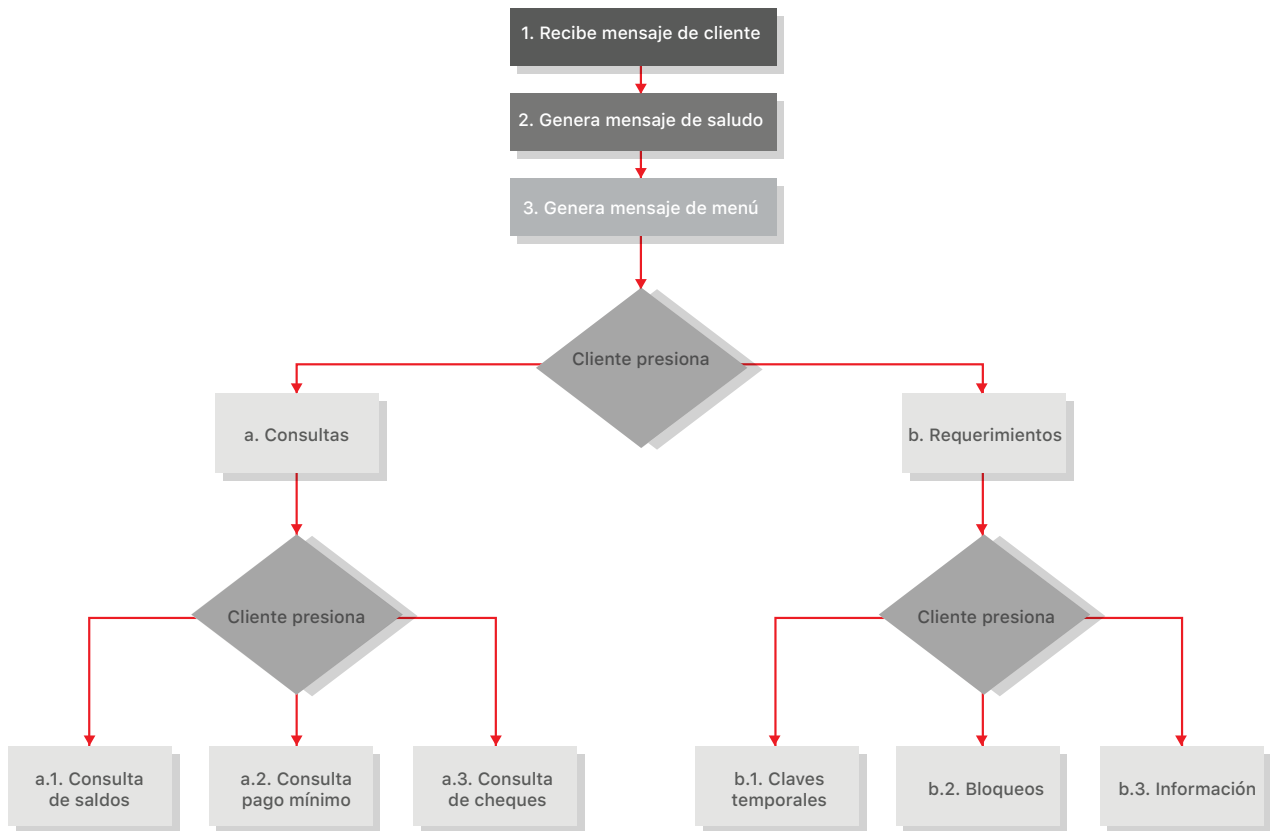 1. Recibe mensaje de cliente
2. Genera mensaje de saludo
3. Genera mensaje de menú
Cliente presiona
a. Consultas
b. Requerimientos
Cliente presiona
Cliente presiona
a.1. Consulta
de saldos
a.2. Consulta
pago mínimo
a.3. Consulta
de cheques
b.1. Claves
temporales
b.2. Bloqueos
b.3. Información